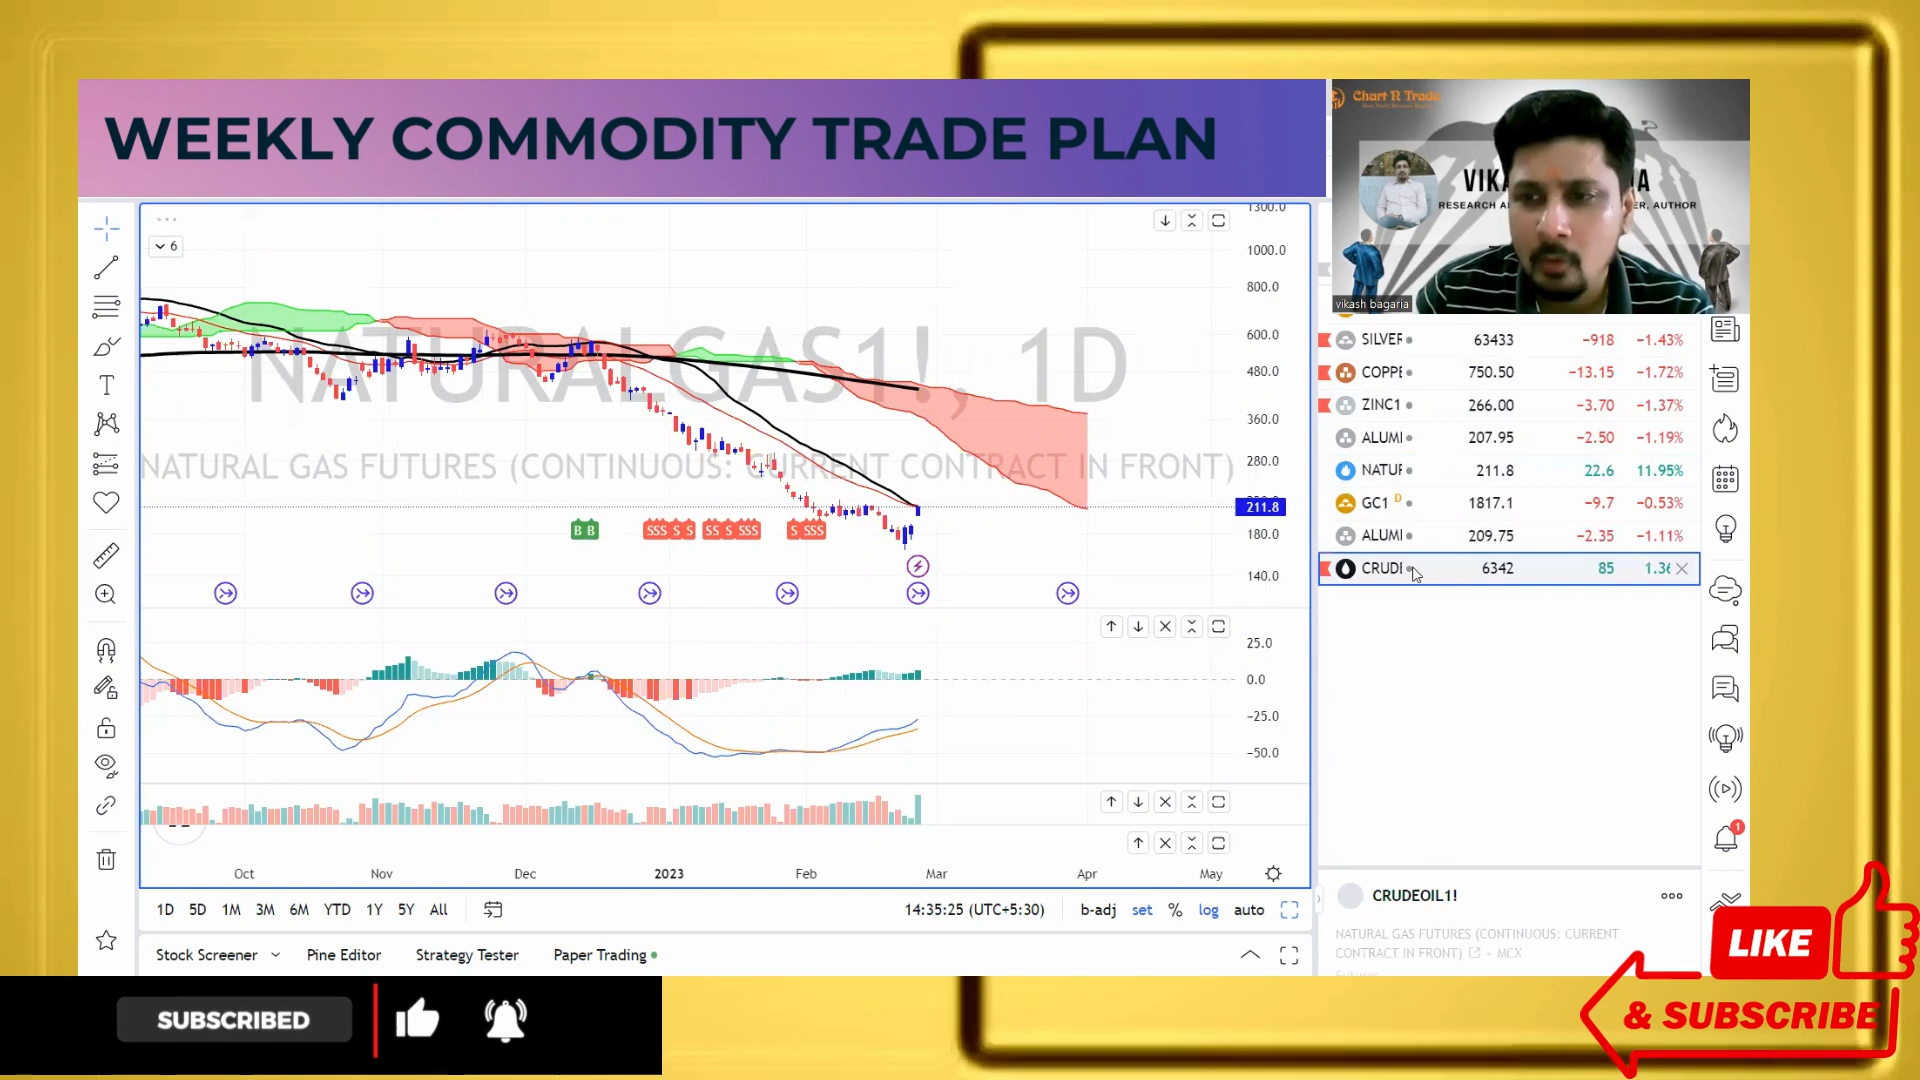 WEEKLY COMMODITY TRADE PLAN
Chart R Trade
VIKA
A
RESEARCH A
ER, AUTHOR
vikash bagaria
6
NATURALGAS1!, 1D
NATURAL GAS FUTURES (CONTINUOUS: CURRENT CONTRACT IN FRONT)
1300.0
1000.0
800.0
600.0
480.0
360.0
280.0
211.8
180.0
140.0
B B
SSS S S
SS SSS
S SSS
25.0
0.0
−25.0
−50.0
Oct Nov Dec 2023 Feb Mar Apr May
1D 5D 1M 3M 6M YTD 1Y 5Y All
14:35:25 (UTC+5:30) b-adj set % log auto
Stock Screener Pine Editor Strategy Tester Paper Trading
SILVER 63433 −918 −1.43%
COPPE 750.50 −13.15 −1.72%
ZINC1 266.00 −3.70 −1.37%
ALUMI 207.95 −2.50 −1.19%
NATUR 211.8 22.6 11.95%
GC1 D 1817.1 −9.7 −0.53%
ALUMI 209.75 −2.35 −1.11%
CRUDI 6342 85 1.36
1
CRUDEOIL1!
NATURAL GAS FUTURES (CONTINUOUS: CURRENT
CONTRACT IN FRONT) • MCX
Futures
LIKE
& SUBSCRIBE
SUBSCRIBED